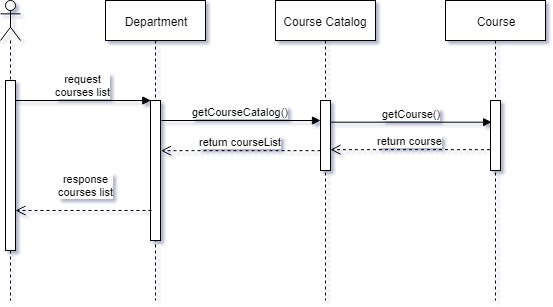 Department
Course Catalog
Course
request
courses list
getCourseCatalog()
getCourse()
return courseList
return course
response
courses list